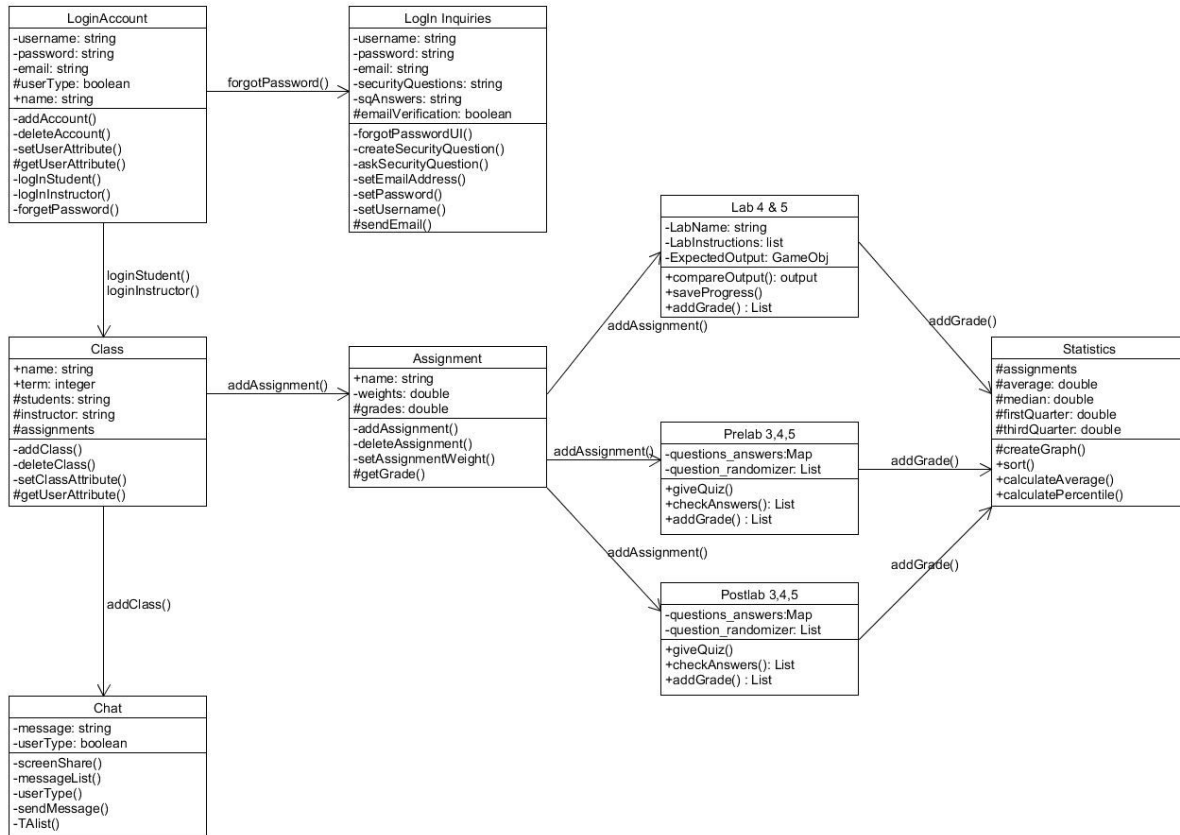 LoginAccount
-username: string
-password: string
-email: string
#userType: boolean
+name: string
-addAccount()
-deleteAccount()
-setUserAttribute()
#getUserAttribute()
-logInStudent()
-logInInstructor()
-forgetPassword()
forgotPassword()
LogIn Inquiries
-username: string
-password: string
-email: string
-securityQuestions: string
-sqAnswers: string
#emailVerification: boolean
-forgotPasswordUI()
-createSecurityQuestion()
-askSecurityQuestion()
-setEmailAddress()
-setPassword()
-setUsername()
#sendEmail()
loginStudent()
loginInstructor()
Class
+name: string
+term: integer
#students: string
#instructor: string
#assignments
-addClass()
-deleteClass()
-setClassAttribute()
#getUserAttribute()
addAssignment()
Assignment
+name: string
-weights: double
#grades: double
-addAssignment()
-deleteAssignment()
-setAssignmentWeight()
#getGrade()
addAssignment()
addAssignment()
addAssignment()
Lab 4 & 5
-LabName: string
-LabInstructions: list
-ExpectedOutput: GameObj
+compareOutput(): output
+saveProgress()
+addGrade() : List
Prelab 3,4,5
-questions_answers:Map
-question_randomizer: List
+giveQuiz()
+checkAnswers(): List
+addGrade() : List
Postlab 3,4,5
-questions_answers:Map
-question_randomizer: List
+giveQuiz()
+checkAnswers(): List
+addGrade() : List
addGrade()
addGrade()
addGrade()
Statistics
#assignments
#average: double
#median: double
#firstQuarter: double
#thirdQuarter: double
#createGraph()
+sort()
+calculateAverage()
+calculatePercentile()
addClass()
Chat
-message: string
-userType: boolean
-screenShare()
-messageList()
-userType()
-sendMessage()
-TAlist()